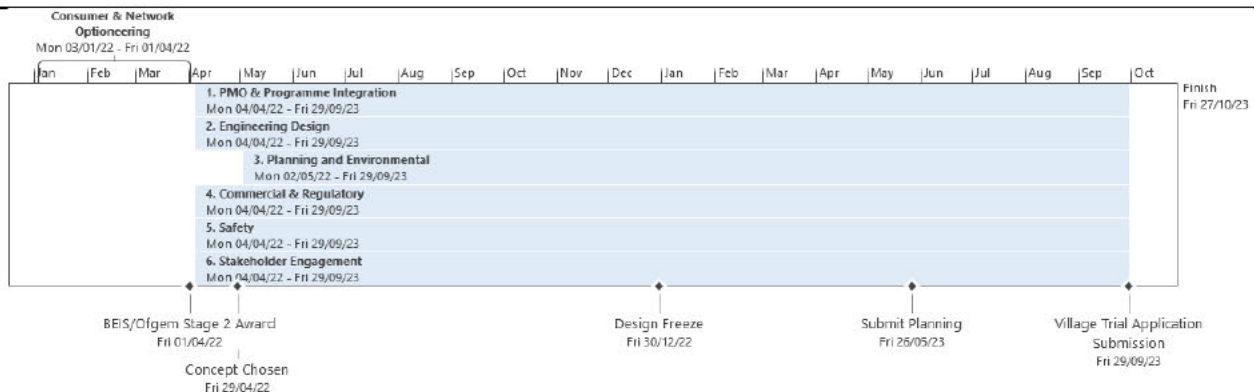 Consumer & Network
Optioneering
Mon 03/01/22 - Fri 01/04/22
Jan Feb Mar Apr May Jun Jul Aug Sep Oct Nov Dec Jan Feb Mar Apr May Jun Jul Aug Sep Oct
Finish
Fri 27/10/23
1. PMO & Programme Integration
Mon 04/04/22 - Fri 29/09/23
2. Engineering Design
Mon 04/04/22 - Fri 29/09/23
3. Planning and Environmental
Mon 02/05/22 - Fri 29/09/23
4. Commercial & Regulatory
Mon 04/04/22 - Fri 29/09/23
5. Safety
Mon 04/04/22 - Fri 29/09/23
6. Stakeholder Engagement
Mon 04/04/22 - Fri 29/09/23
BEIS/Ofgem Stage 2 Award
Fri 01/04/22
Concept Chosen
Fri 29/04/22
Design Freeze
Fri 30/12/22
Submit Planning
Fri 26/05/23
Village Trial Application
Submission
Fri 29/09/23